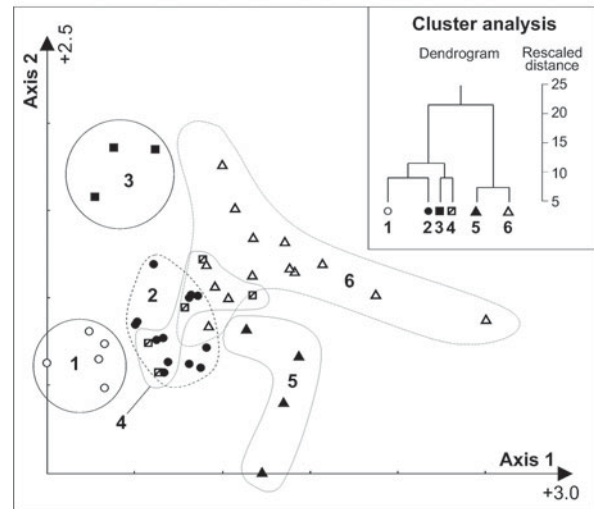 Axis 2
+2.5
Cluster analysis
Dendrogram
Rescaled
distance
25
20
15
10
5
1 2 3 4 5 6
3
6
2
1
5
4
Axis 1
+3.0